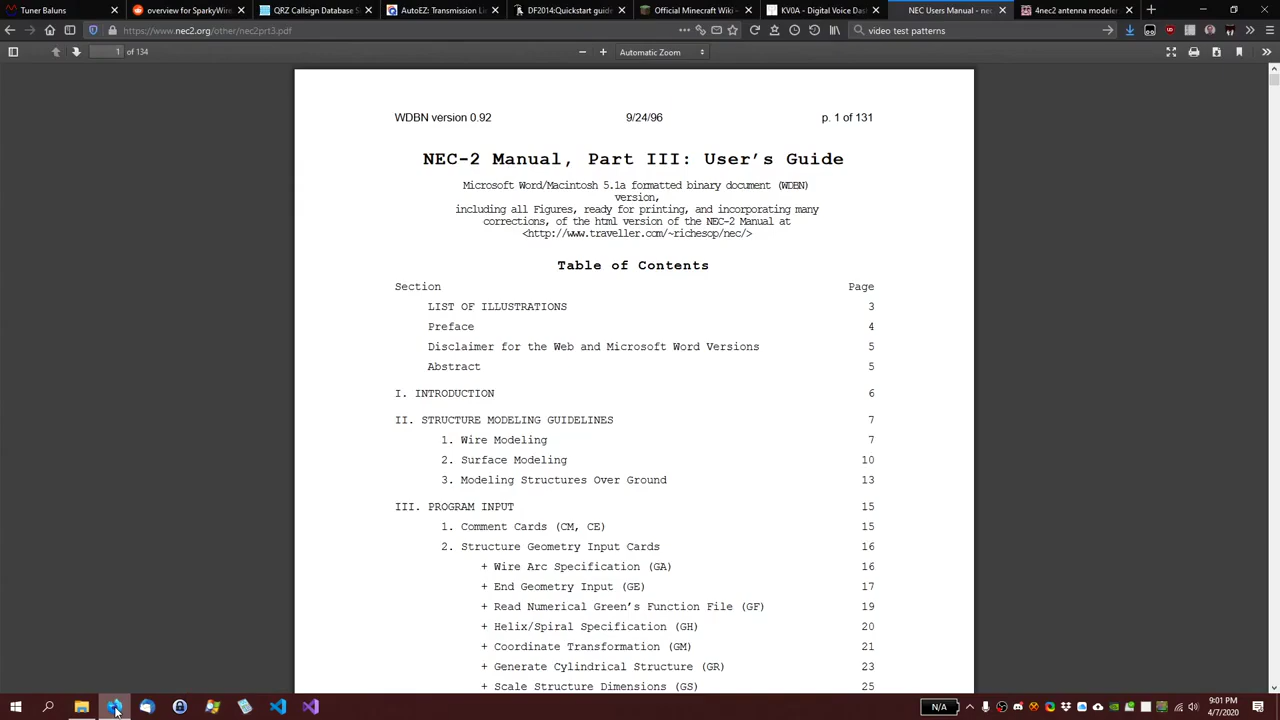 Tuner Baluns
overview for SparkyWire,
QRZ Callsign Database S
AutoEZ: Transmission Lin
DF2014:Quickstart guide
Official Minecraft Wiki –
KV0A - Digital Voice Das
NEC Users Manual - nec
4nec2 antenna modeler
https://www.nec2.org/other/nec2prt3.pdf
video test patterns
1 of 134
Automatic Zoom
WDBN version 0.92 9/24/96 p. 1 of 131
NEC-2 Manual, Part III: User's Guide
Microsoft Word/Macintosh 5.1a formatted binary document (WDBN)
version,
including all Figures, ready for printing, and incorporating many
corrections, of the html version of the NEC-2 Manual at
<http://www.traveller.com/~richesop/nec/>
Table of Contents
Section Page
LIST OF ILLUSTRATIONS 3
Preface 4
Disclaimer for the Web and Microsoft Word Versions 5
Abstract 5
I. INTRODUCTION 6
II. STRUCTURE MODELING GUIDELINES 7
1. Wire Modeling 7
2. Surface Modeling 10
3. Modeling Structures Over Ground 13
III. PROGRAM INPUT 15
1. Comment Cards (CM, CE) 15
2. Structure Geometry Input Cards 16
+ Wire Arc Specification (GA) 16
+ End Geometry Input (GE) 17
+ Read Numerical Green's Function File (GF) 19
+ Helix/Spiral Specification (GH) 20
+ Coordinate Transformation (GM) 21
+ Generate Cylindrical Structure (GR) 23
+ Scale Structure Dimensions (GS) 25
N/A
9:01 PM
4/7/2020